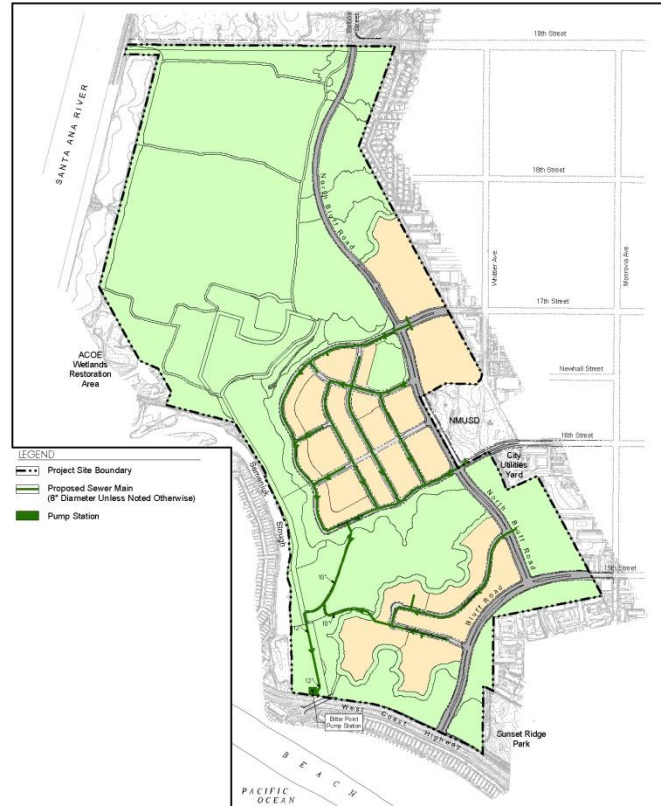 19th Street
SANTA ANA RIVER
18th Street
North Bluff Road
Whittier Ave.
Monrovia Ave.
17th Street
ACOE
Wetlands
Restoration
Area
Newhall Street
NMUSD
16th Street
City
Utilities
Yard
LEGEND
Project Site Boundary
Proposed Sewer Main
(8" Diameter Unless Noted Otherwise)
Pump Station
Semeniuk
Slough
North Bluff Road
15th Street
Bluff Road
10"
12"
10"
12"
Bitter Point
Pump Station
West Coast Highway
Sunset Ridge
Park
BEACH
PACIFIC
OCEAN